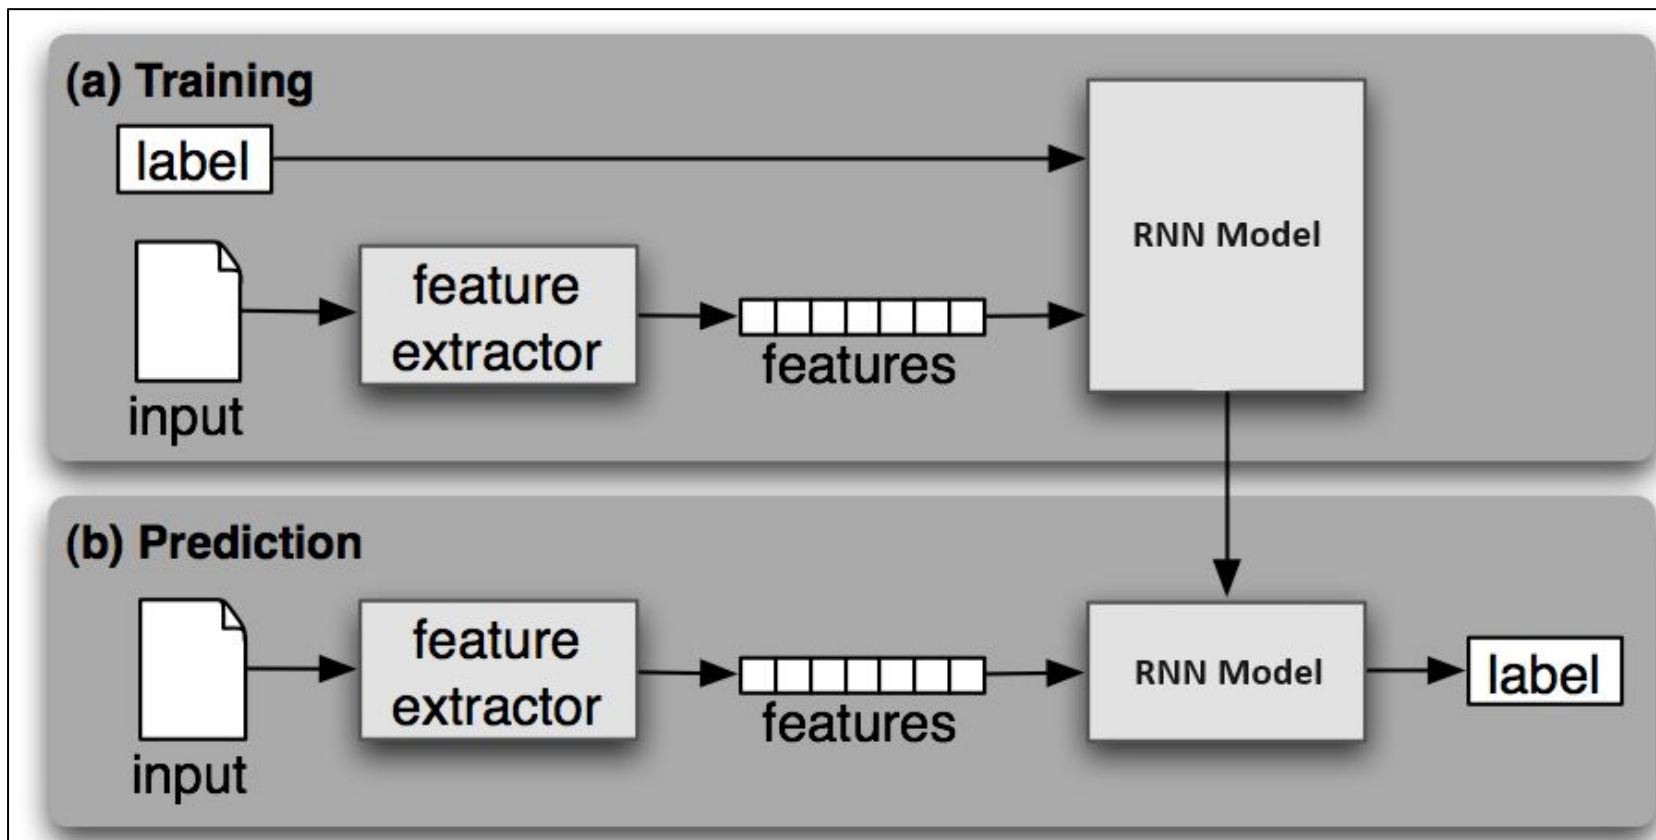 (a) Training
label
RNN Model
feature
extractor
features
input
(b) Prediction
feature
extractor
RNN Model
label
features
input